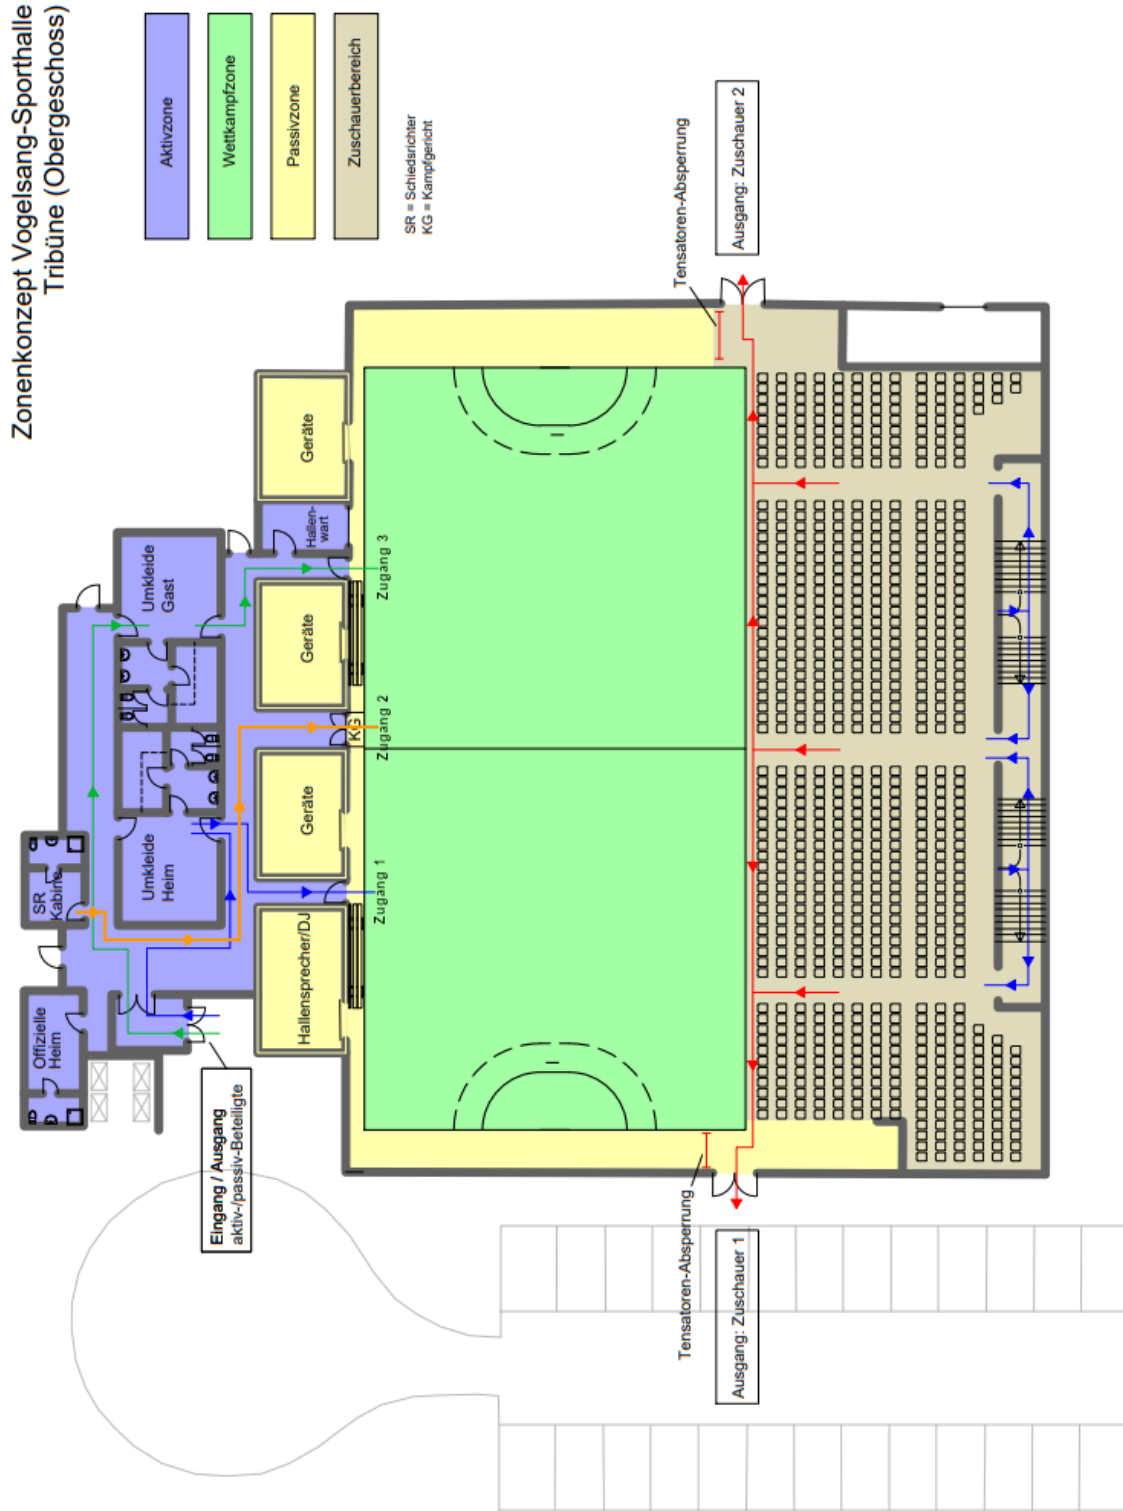 Zonenkonzept Vogelsang-Sporthalle
Tribüne (Obergeschoss)
Aktivzone
Wettkampfzone
Passivzone
Zuschauerbereich
SR = Schiedsrichter
KG = Kampfgericht
Offizielle
Heim
SR
Kabine
Umkleide
Heim
Umkleide
Gast
Eingang / Ausgang
aktiv-/passiv-Beteiligte
Hallensprecher/DJ
Geräte
Geräte
Hallen-
wart
Geräte
KG
Zugang 1
Zugang 2
Zugang 3
Tensatoren-Absperrung
Ausgang: Zuschauer 1
Tensatoren-Absperrung
Ausgang: Zuschauer 2